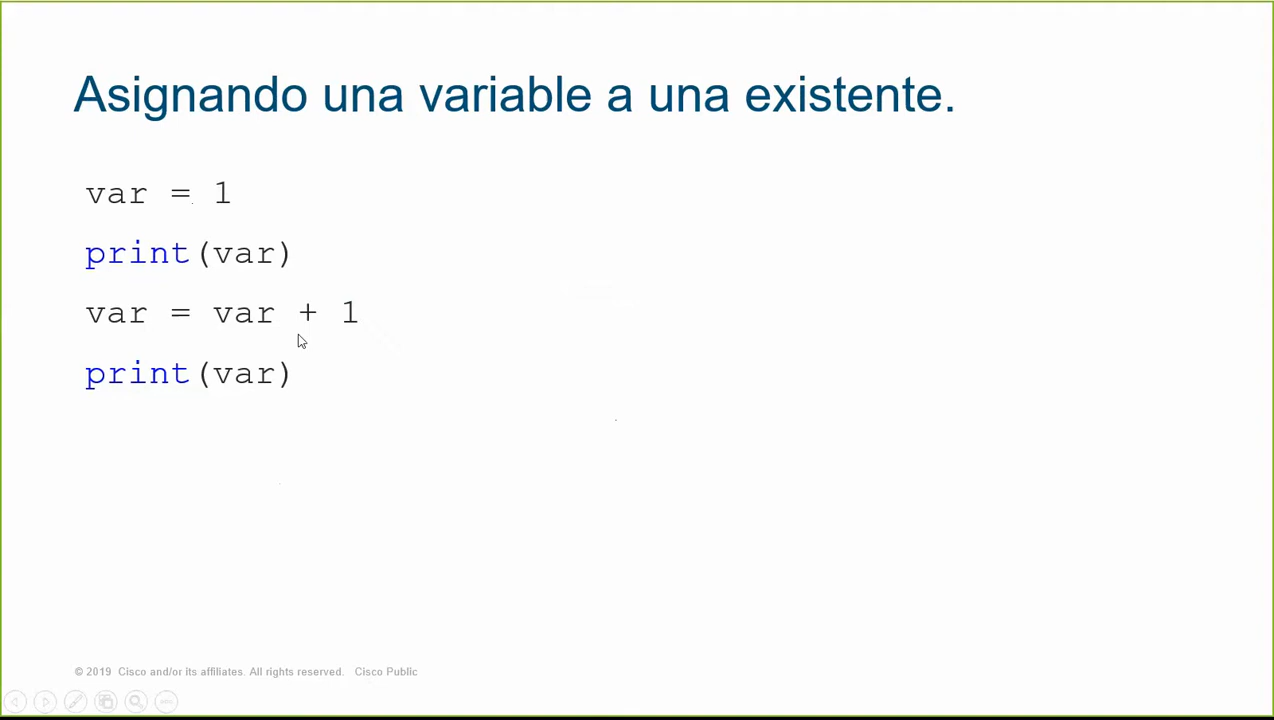 Asignando una variable a una existente.
var = 1
print(var)
var = var + 1
print(var)
© 2019 Cisco and/or its affiliates. All rights reserved. Cisco Public